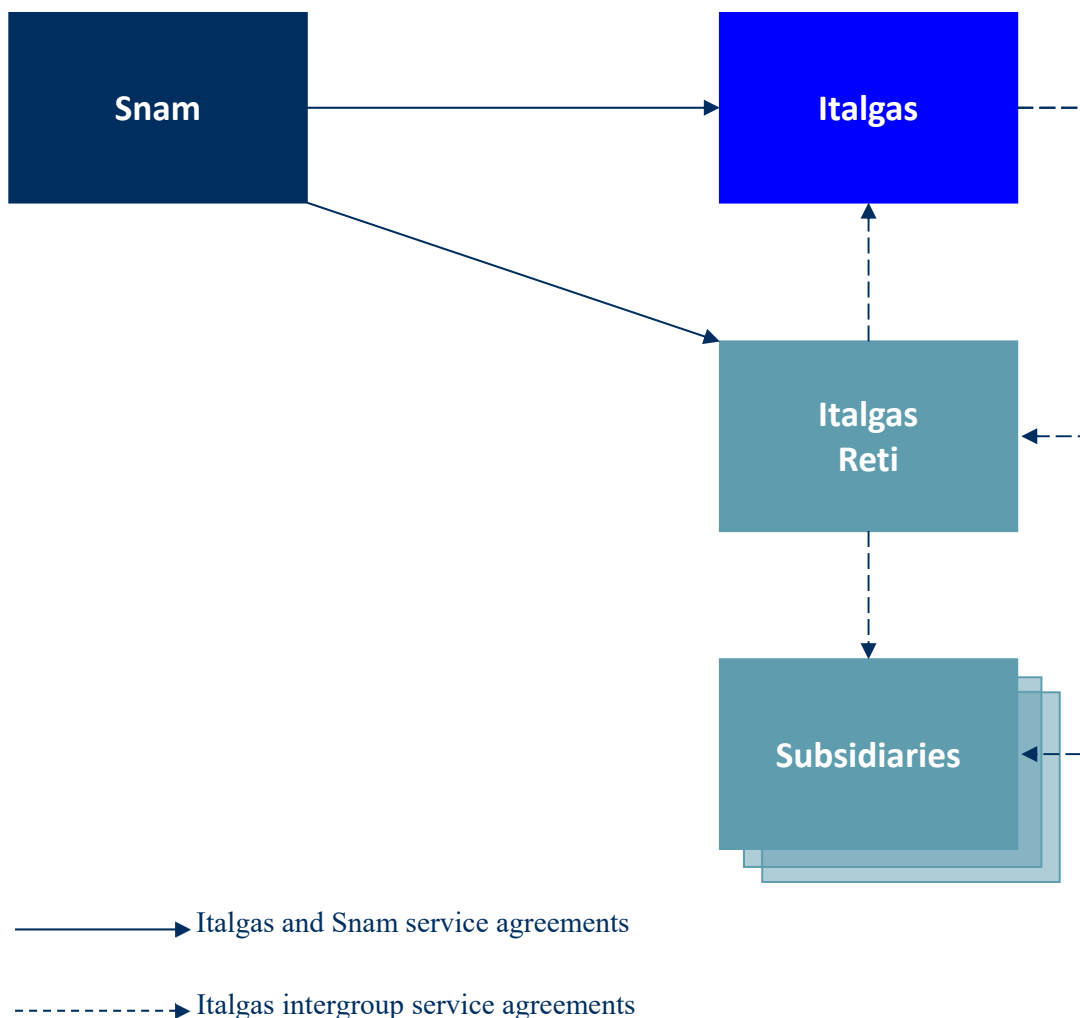 Snam
Italgas
Italgas
Reti
Subsidiaries
Italgas and Snam service agreements
Italgas intergroup service agreements